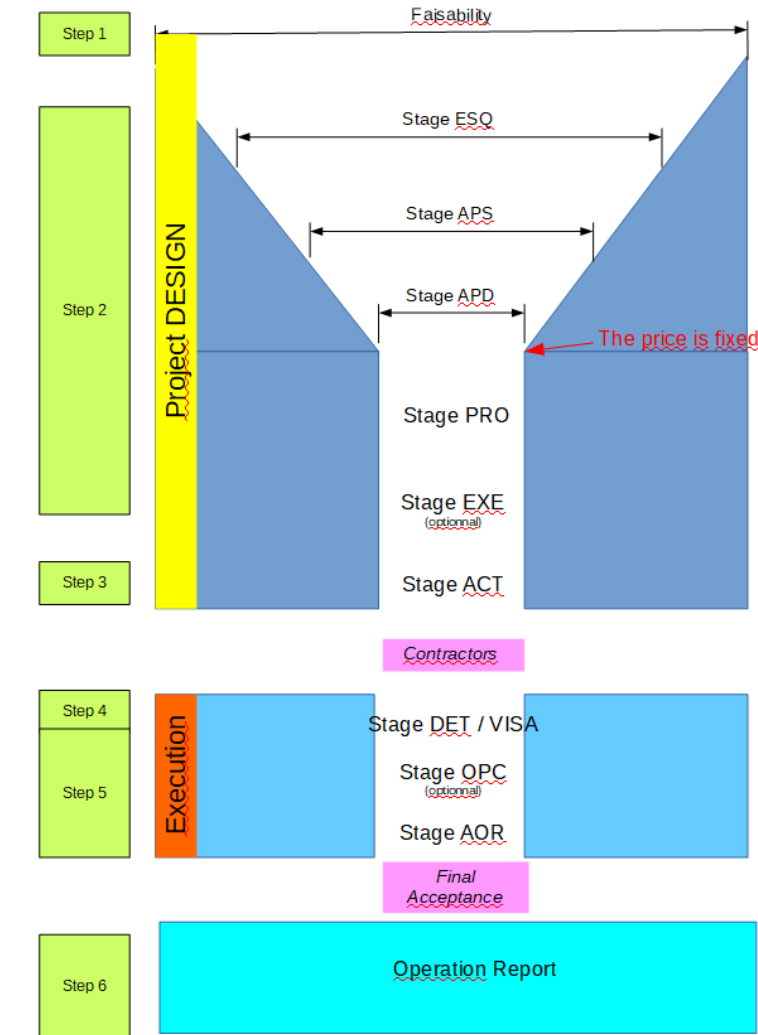 Step 1
Faisability
Stage ESQ
Stage APS
Step 2
Project DESIGN
Stage APD
The price is fixed
Stage PRO
Stage EXE
(optionnal)
Step 3
Stage ACT
Contractors
Step 4
Stage DET / VISA
Execution
Stage OPC
(optionnal)
Step 5
Stage AOR
Final
Acceptance
Operation Report
Step 6